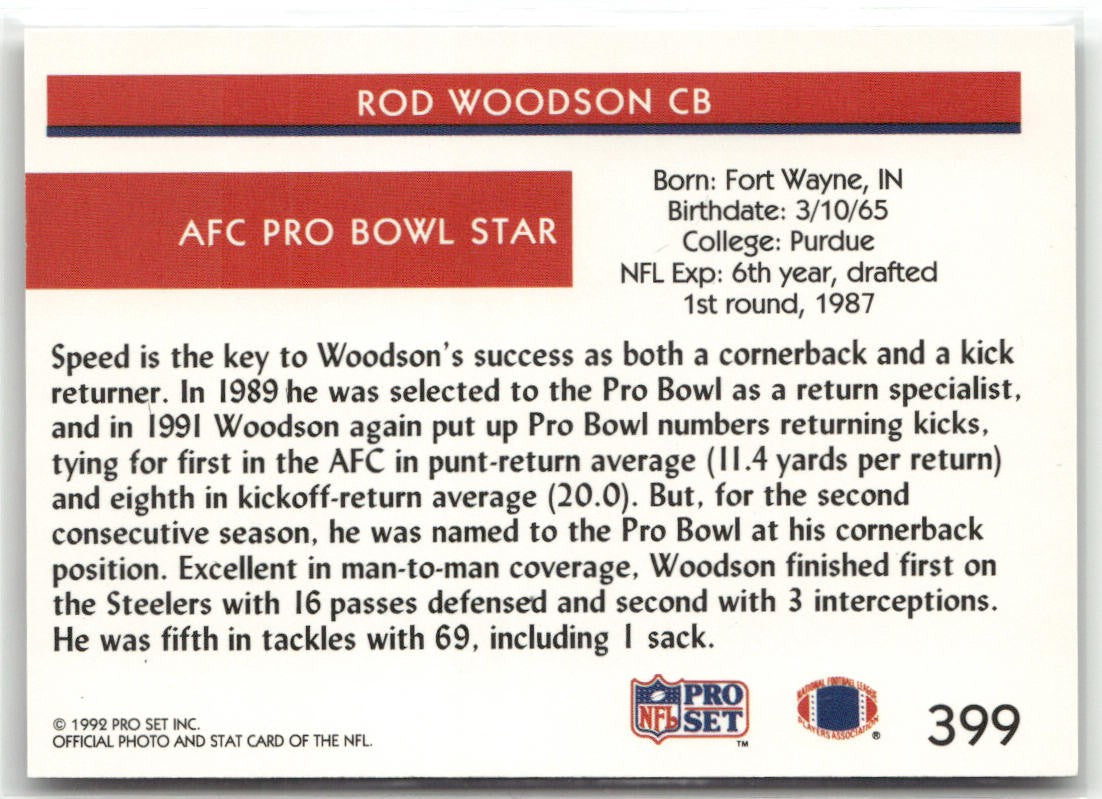 ROD WOODSON CB
AFC PRO BOWL STAR
Born: Fort Wayne, IN
Birthdate: 3/10/65
College: Purdue
NFL Exp: 6th year, drafted
1st round, 1987
Speed is the key to Woodson's success as both a cornerback and a kick
returner. In 1989 he was selected to the Pro Bowl as a return specialist,
and in 1991 Woodson again put up Pro Bowl numbers returning kicks,
tying for first in the AFC in punt-return average (11.4 yards per return)
and eighth in kickoff-return average (20.0). But, for the second
consecutive season, he was named to the Pro Bowl at his cornerback
position. Excellent in man-to-man coverage, Woodson finished first on
the Steelers with 16 passes defensed and second with 3 interceptions.
He was fifth in tackles with 69, including 1 sack.
© 1992 PRO SET INC.
OFFICIAL PHOTO AND STAT CARD OF THE NFL.
NFL PRO SET ™
NATIONAL FOOTBALL LEAGUE PLAYERS ASSOCIATION ®
399